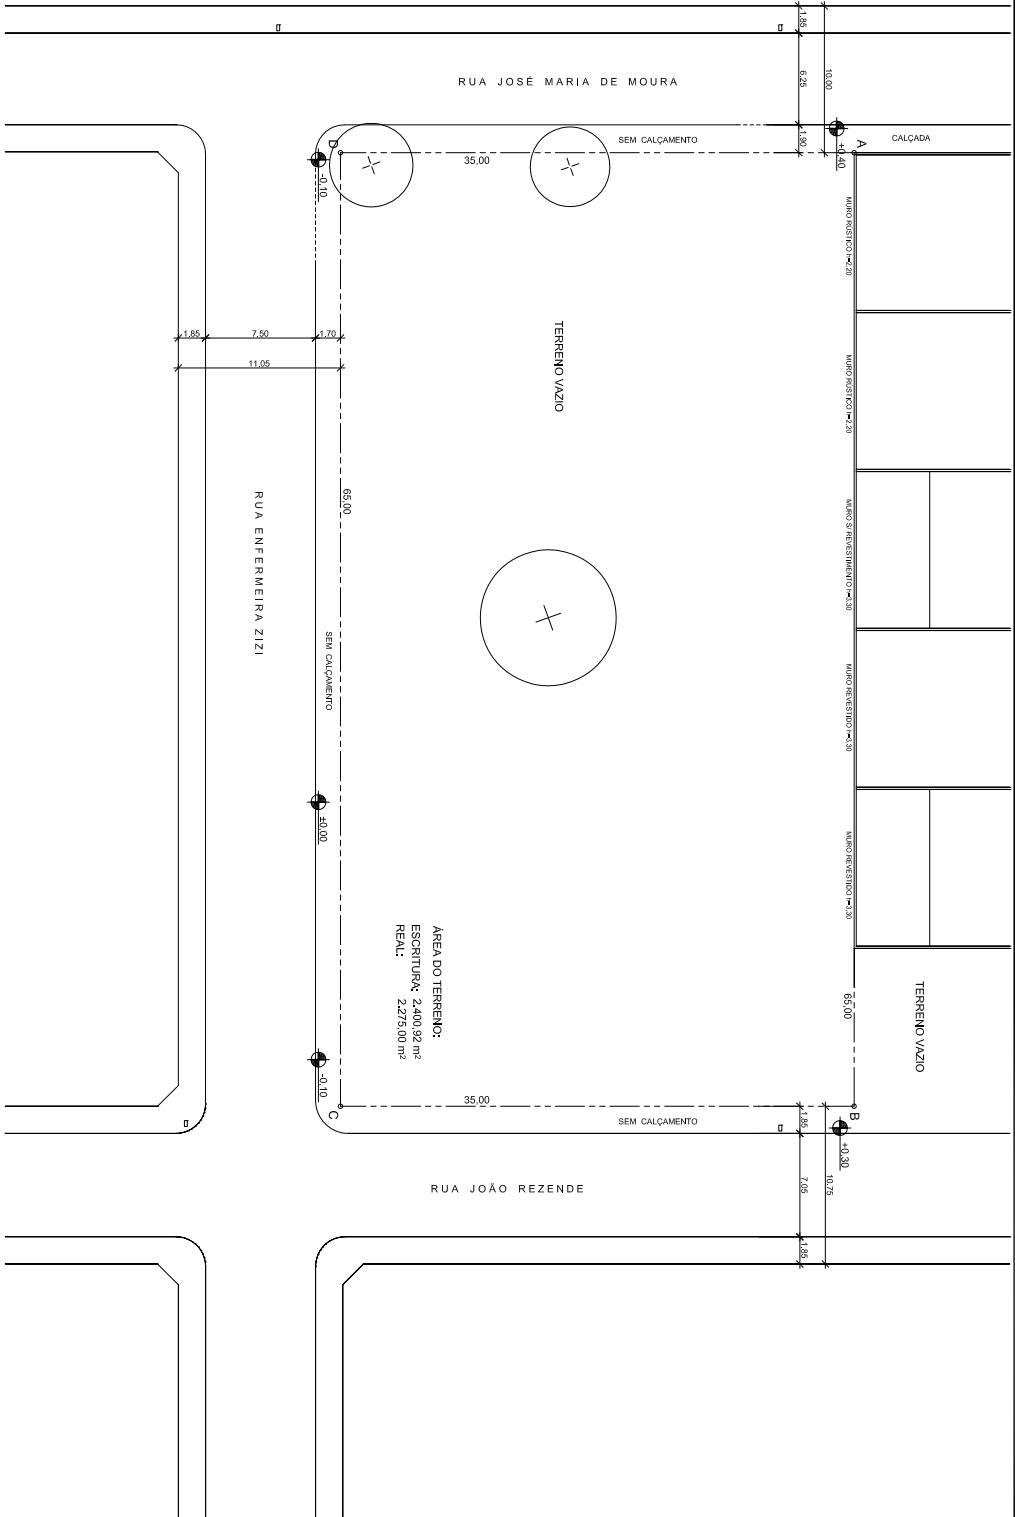 1.85
6.25
10.00
1.90
RUA JOSÉ MARIA DE MOURA
SEM CALÇAMENTO
CALÇADA
+0.40
A
D
-0.10
35,00
MURO RÚSTICO h=2,20
MURO RÚSTICO h=2,20
MURO S/ REVESTIMENTO h=3,30
MURO REVESTIDO h=3,30
MURO REVESTIDO h=3,30
TERRENO VAZIO
1.85
7.50
1.70
11.05
65,00
RUA ENFERMEIRA ZIZI
SEM CALÇAMENTO
±0.00
ÁREA DO TERRENO:
ESCRITURA: 2.400,92 m²
REAL: 2.275,00 m²
TERRENO VAZIO
65,00
-0.10
C
35,00
B
SEM CALÇAMENTO
+0.30
1.85
7.05
10.75
1.85
RUA JOÃO REZENDE